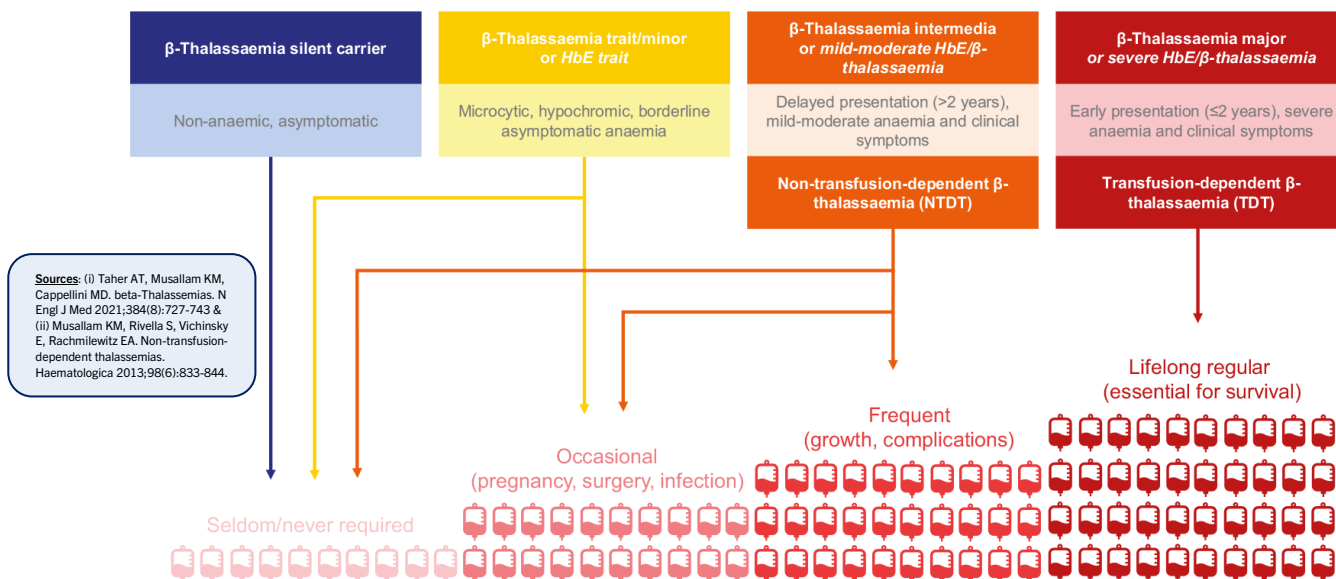 β-Thalassaemia silent carrier
Non-anaemic, asymptomatic
β-Thalassaemia trait/minor
or HbE trait
Microcytic, hypochromic, borderline
asymptomatic anaemia
β-Thalassaemia intermedia
or mild-moderate HbE/β-
thalassaemia
Delayed presentation (>2 years),
mild-moderate anaemia and clinical
symptoms
Non-transfusion-dependent β-
thalassaemia (NTDT)
β-Thalassaemia major
or severe HbE/β-thalassaemia
Early presentation (≤2 years), severe
anaemia and clinical symptoms
Transfusion-dependent β-
thalassaemia (TDT)
Sources: (i) Taher AT, Musallam KM,
Cappellini MD. beta-Thalassemias. N
Engl J Med 2021;384(8):727-743 &
(ii) Musallam KM, Rivella S, Vichinsky
E, Rachmilewitz EA. Non-transfusion-
dependent thalassemias.
Haematologica 2013;98(6):833-844.
Seldom/never required
Occasional
(pregnancy, surgery, infection)
Frequent
(growth, complications)
Lifelong regular
(essential for survival)